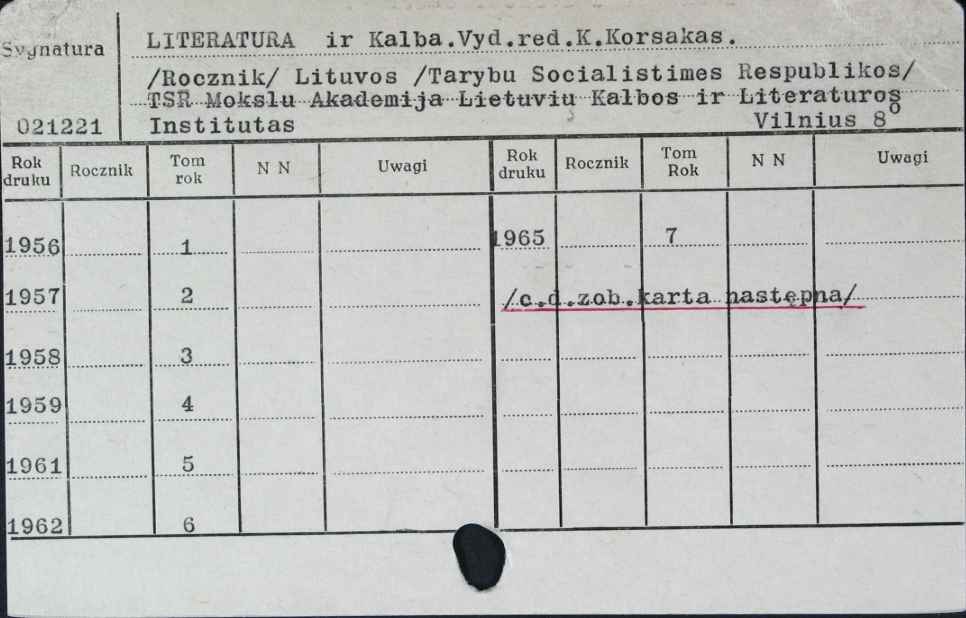 Sygnatura
LITERATURA ir Kalba.Vyd.red.K.Korsakas.
/Rocznik/ Lituvos /Tarybu Socialistimes Respublikos/
TSR Mokslu Akademija Lietuviu Kalbos ir Literaturos
021221 Institutas Vilnius 8o
Rok druku Rocznik Tom rok N N Uwagi Rok druku Rocznik Tom Rok N N Uwagi
1956 1 1965 7
1957 2 /c.d.zob.karta następna/
1958 3
1959 4
1961 5
1962 6